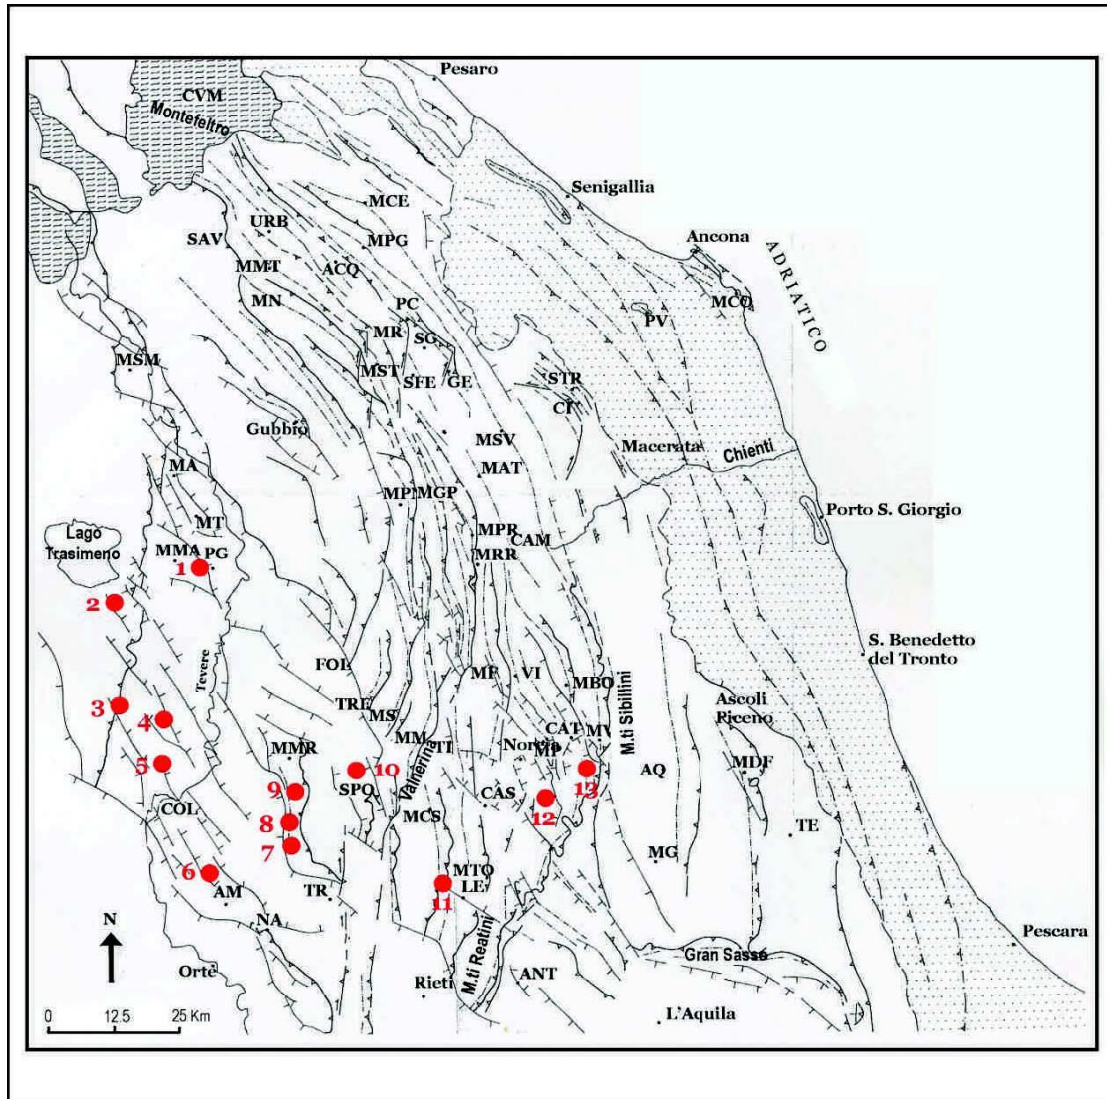 Pesaro
CVM
Montefeltro
Senigallia
MCE
URB
SAV
MPG
Ancona
MMT
ACQ
ADRIATICO
MN
PC
MCO
PV
MR
SG
MSM
MST
SFE
GE
STR
CI
Gubbio
MSV
Macerata
Chienti
MA
MAT
MPN
MGP
Porto S. Giorgio
MT
Lago
Trasimeno
MPR
CAM
MMA
PG
MRR
1
2
S. Benedetto
del Tronto
Tevere
FOL
MF
VI
MBO
3
TRE
MS
Ascoli
Piceno
4
CAT
MV
M.ti Sibillini
MM
TI
Norcia
MP
MMR
5
10
AQ
MDF
9
SPO
Valnerina
13
COL
MCS
CAS
12
8
TE
7
MG
6
MTO
AM
TR
LE
11
NA
N
Pescara
Gran Sasso
Orte
Rieti
M.ti Reatini
ANT
L'Aquila
0 12.5 25 Km